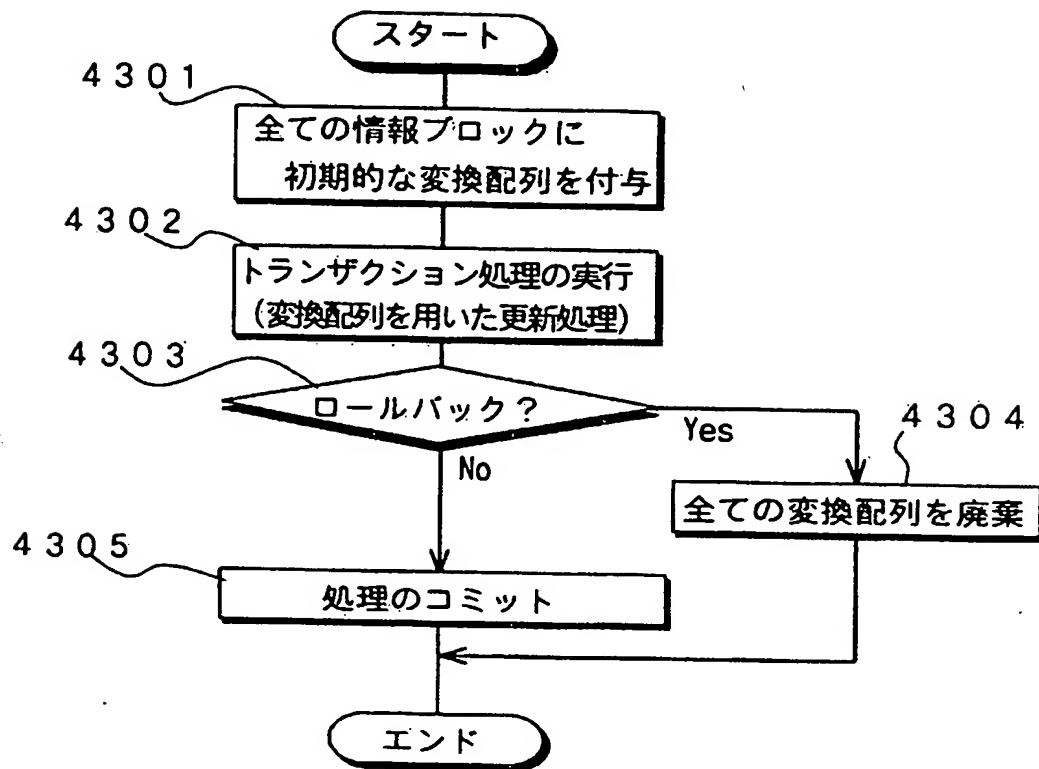 スタート
4301
全ての情報ブロックに
初期的な変換配列を付与
4302
トランザクション処理の実行
(変換配列を用いた更新処理)
4303
ロールバック?
Yes
No
4304
全ての変換配列を廃棄
4305
処理のコミット
エンド